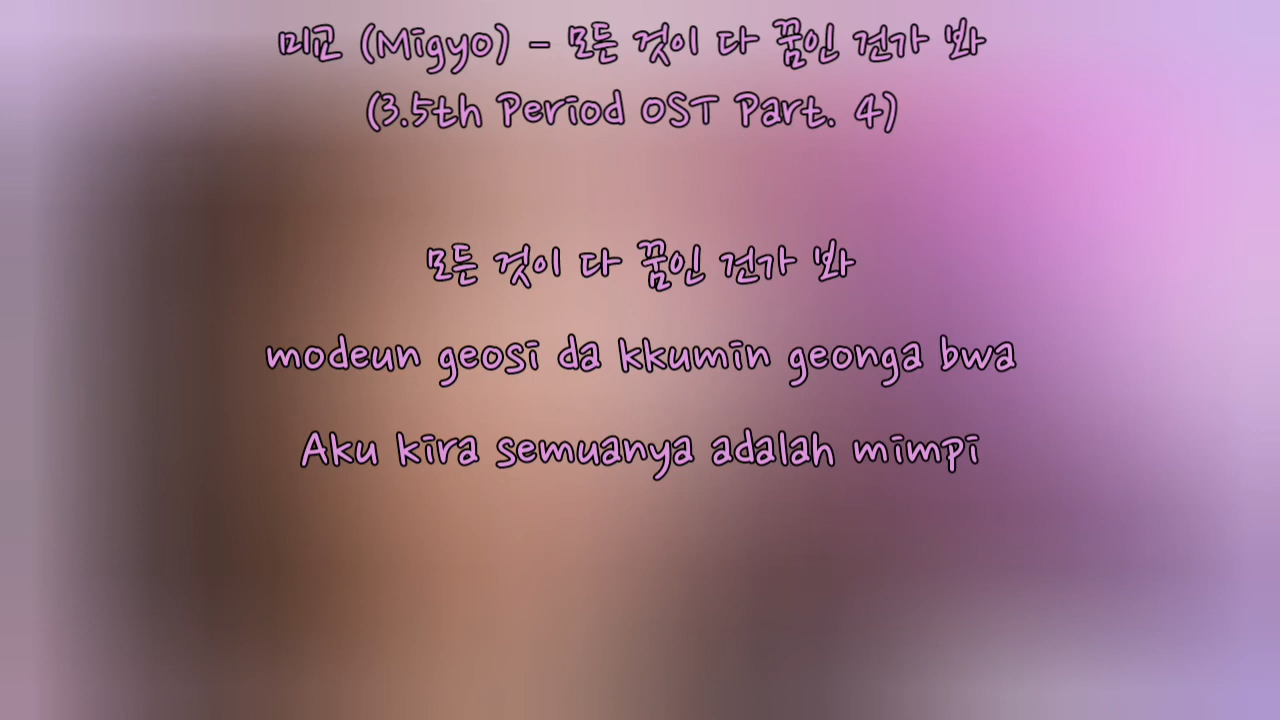 미교 (Migyo) - 모든 것이 다 꿈인 건가 봐
(3.5th Period OST Part. 4)
모든 것이 다 꿈인 건가 봐
modeun geosi da kkumin geonga bwa
Aku kira semuanya adalah mimpi